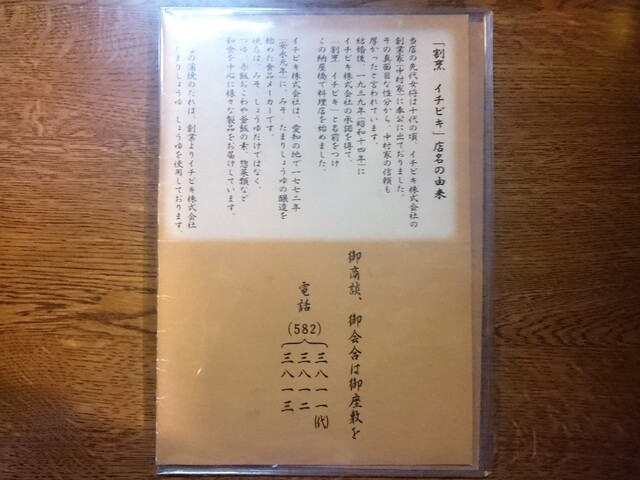 「割烹 イチビキ」店名の由来
当店の先代女将は十代の頃、イチビキ株式会社の
創業家(中村家)に奉公に出ておりました。
その真面目な性分から、中村家の信頼も
厚かったと言われています。
結婚後、一九三九年(昭和十四年)に
イチビキ株式会社の承諾を得て、
「割烹 イチビキ」と名前をつけ
この納屋橋で料理店を始めました。
イチビキ株式会社は、愛知の地で一七七二年
(安永元年)に、みそ、たまりしょうゆの醸造を
始めた食品メーカーです。
現在は、みそ、しょうゆだけではなく、
つゆ、赤飯おこわや釜飯の素、惣菜類など
和食を中心に様々な製品をお届けしています。
の蒲焼のたれは、創業よりイチビキ株式会社
たまりしょうゆ、しょうゆを使用しております。
御商談、御会合は御座敷を
電話
(582)
三八一一(代)
三八一二
三八一三